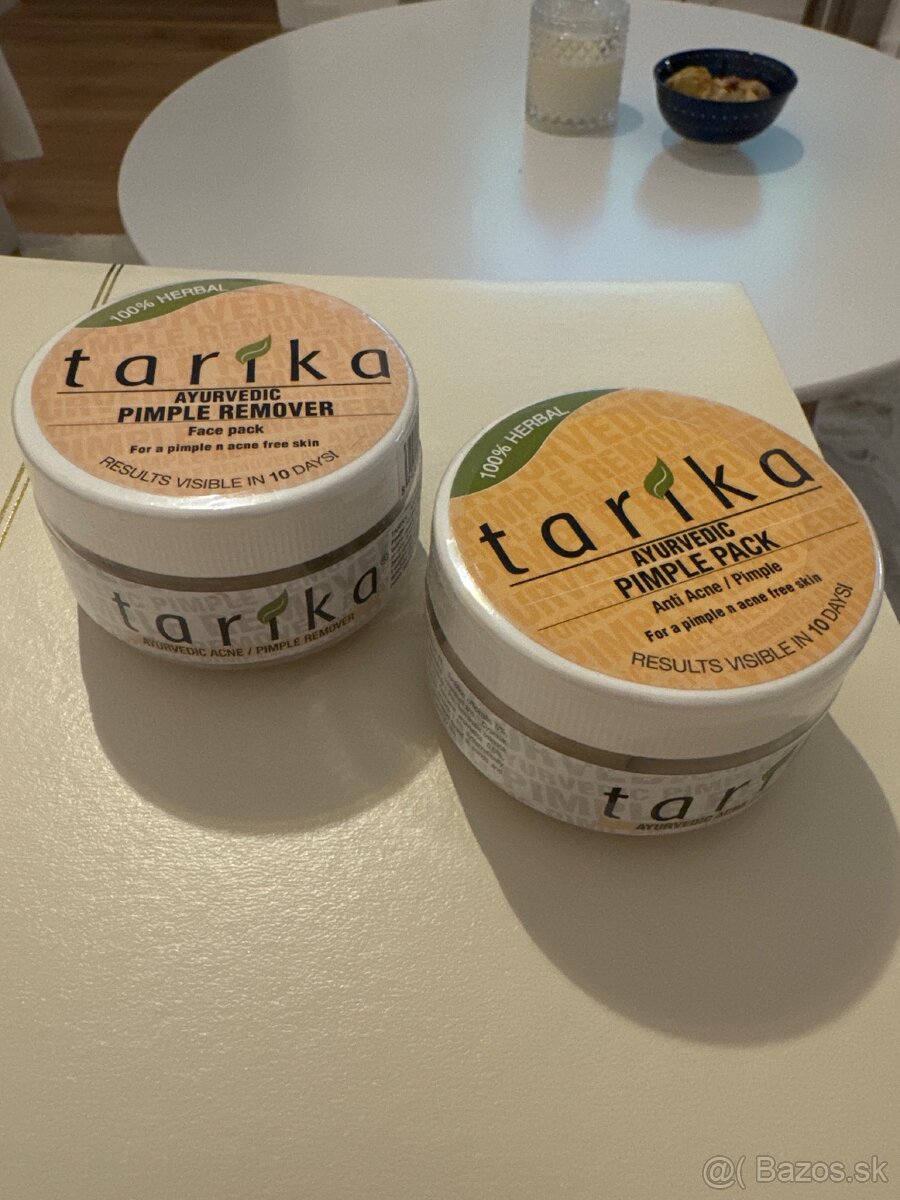 100% HERBAL
tarika
AYURVEDIC
PIMPLE REMOVER
Face pack
For a pimple n acne free skin
RESULTS VISIBLE IN 10 DAYS!
tarika®
AYURVEDIC ACNE / PIMPLE REMOVER
100% HERBAL
tarika
AYURVEDIC
PIMPLE PACK
Anti Acne / Pimple
For a pimple n acne free skin
RESULTS VISIBLE IN 10 DAYS!
tari
AYURVEDIC
@( Bazos.sk